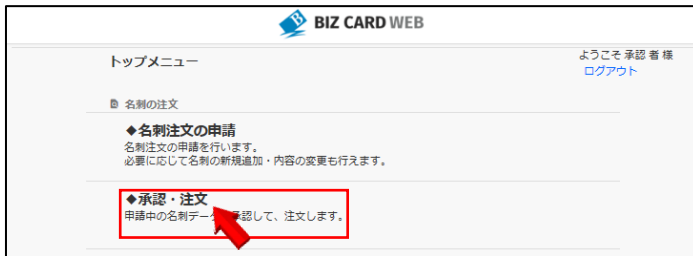 BIZ CARD WEB
トップメニュー
ようこそ 承認 者 様
ログアウト
名刺の注文
◆名刺注文の申請
名刺注文の申請を行います。
必要に応じて名刺の新規追加・内容の変更も行えます。
◆承認・注文
申請中の名刺データ 承認して、注文します。